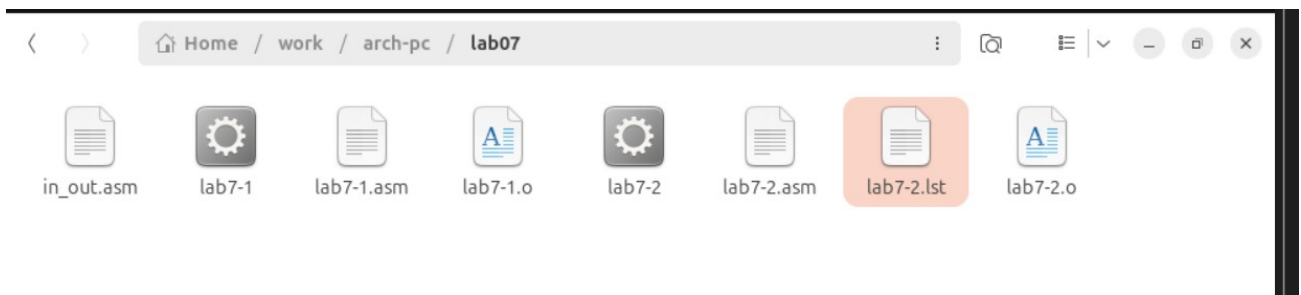 Home / work / arch-pc / lab07
in_out.asm lab7-1 lab7-1.asm lab7-1.o lab7-2 lab7-2.asm lab7-2.lst lab7-2.o